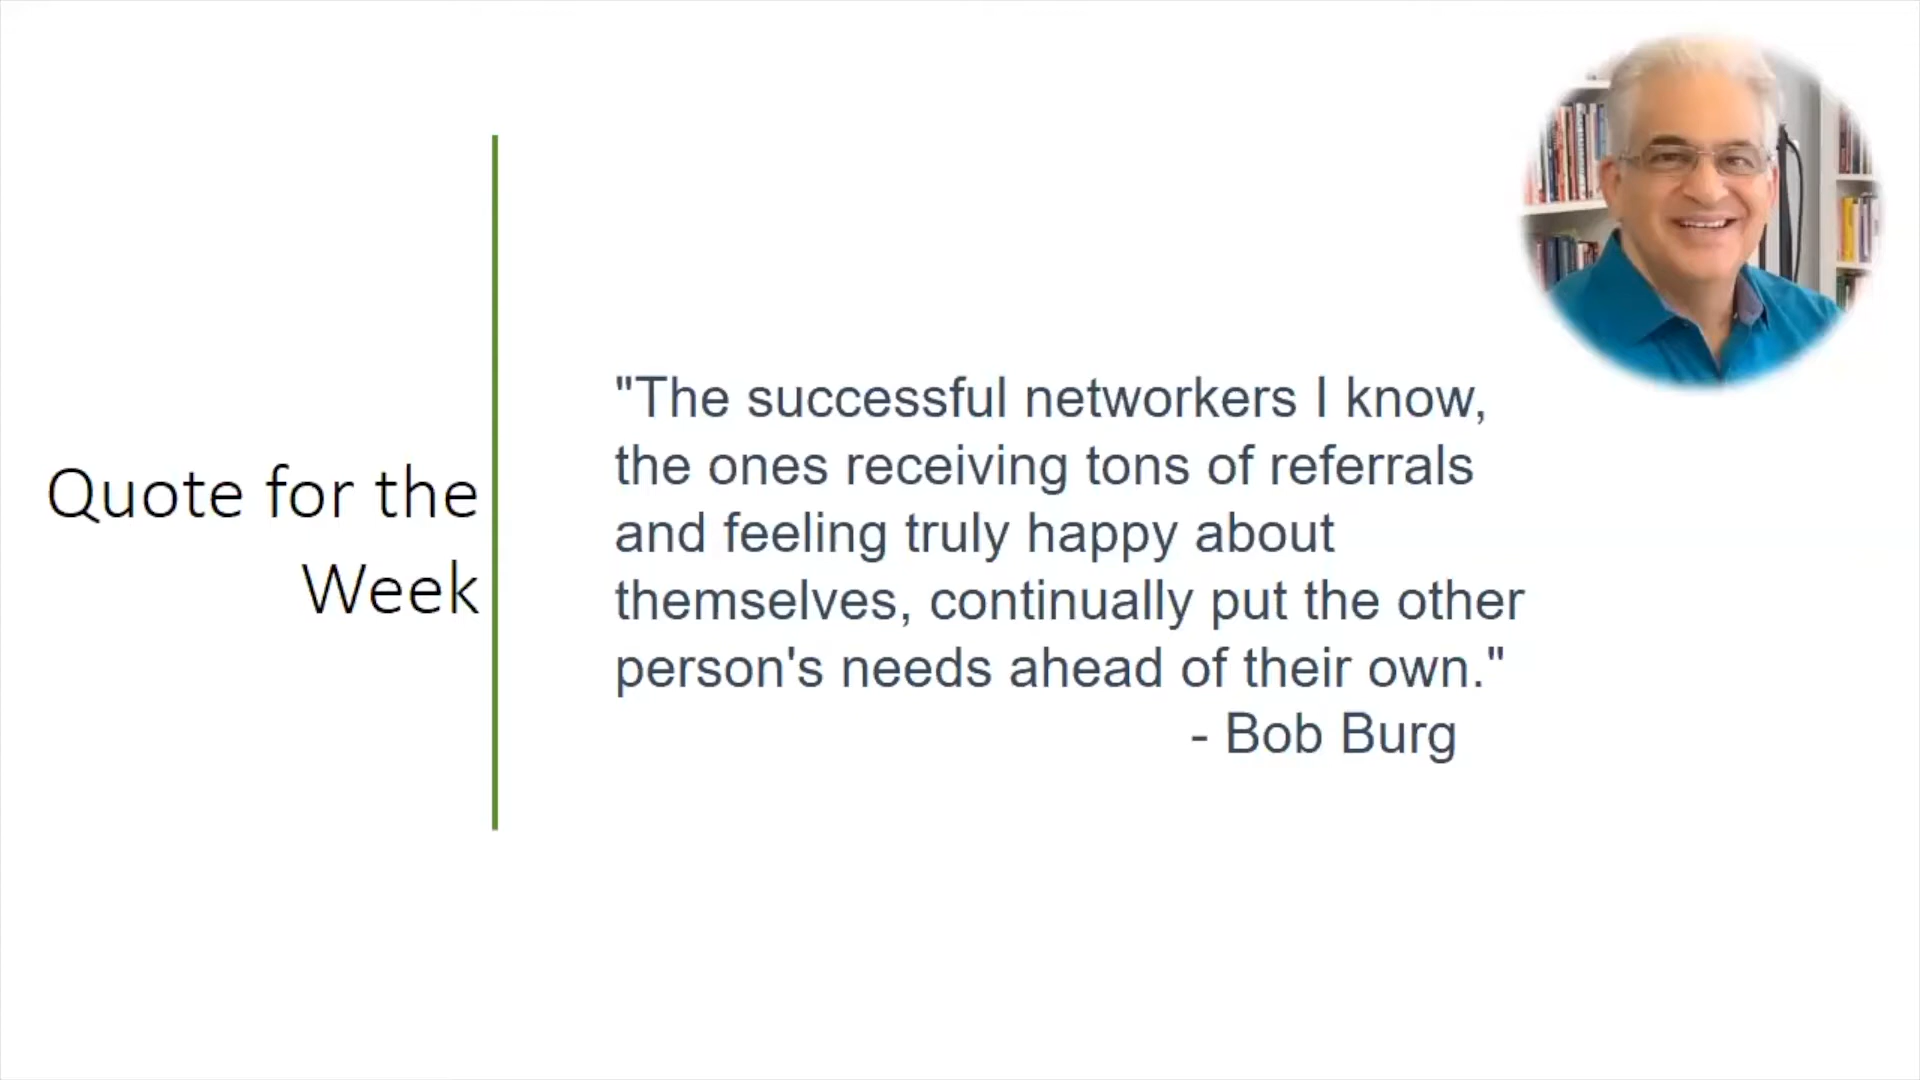 Quote for the
Week
"The successful networkers I know,
the ones receiving tons of referrals
and feeling truly happy about
themselves, continually put the other
person's needs ahead of their own."
- Bob Burg